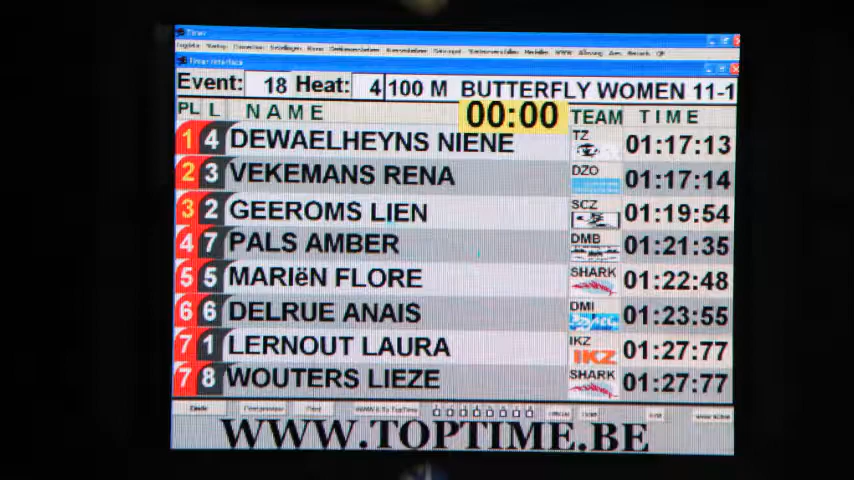 Timer
Timer interface
Event: 18 Heat: 4 100 M BUTTERFLY WOMEN 11-1
PL L NAME 00:00 TEAM TIME
1 4 DEWAELHEYNS NIENE TZ 01:17:13
2 3 VEKEMANS RENA DZO 01:17:14
3 2 GEEROMS LIEN SCZ 01:19:54
4 7 PALS AMBER DMB 01:21:35
5 5 MARIëN FLORE SHARK 01:22:48
6 6 DELRUE ANAIS DMI 01:23:55
7 1 LERNOUT LAURA IKZ IKZ 01:27:77
7 8 WOUTERS LIEZE SHARK 01:27:77
WWW.TOPTIME.BE